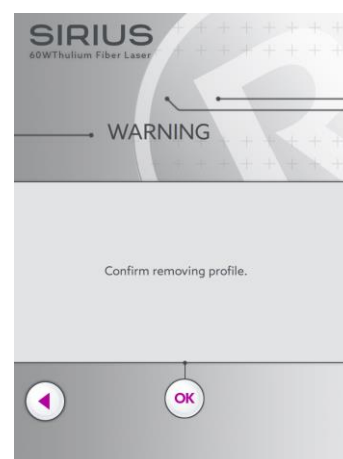 SIRIUS
60WThulium Fiber Laser
WARNING
Confirm removing profile.
OK